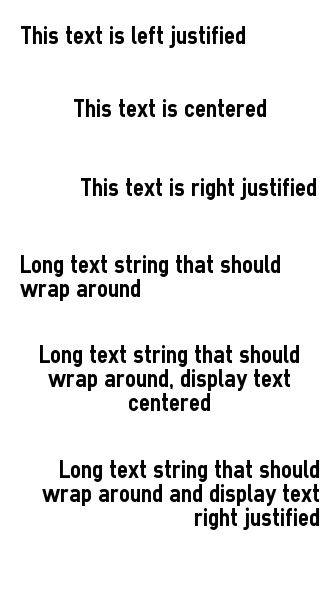 This text is left justified
This text is centered
This text is right justified
Long text string that should
wrap around
Long text string that should
wrap around, display text
centered
Long text string that should
wrap around and display text
right justified